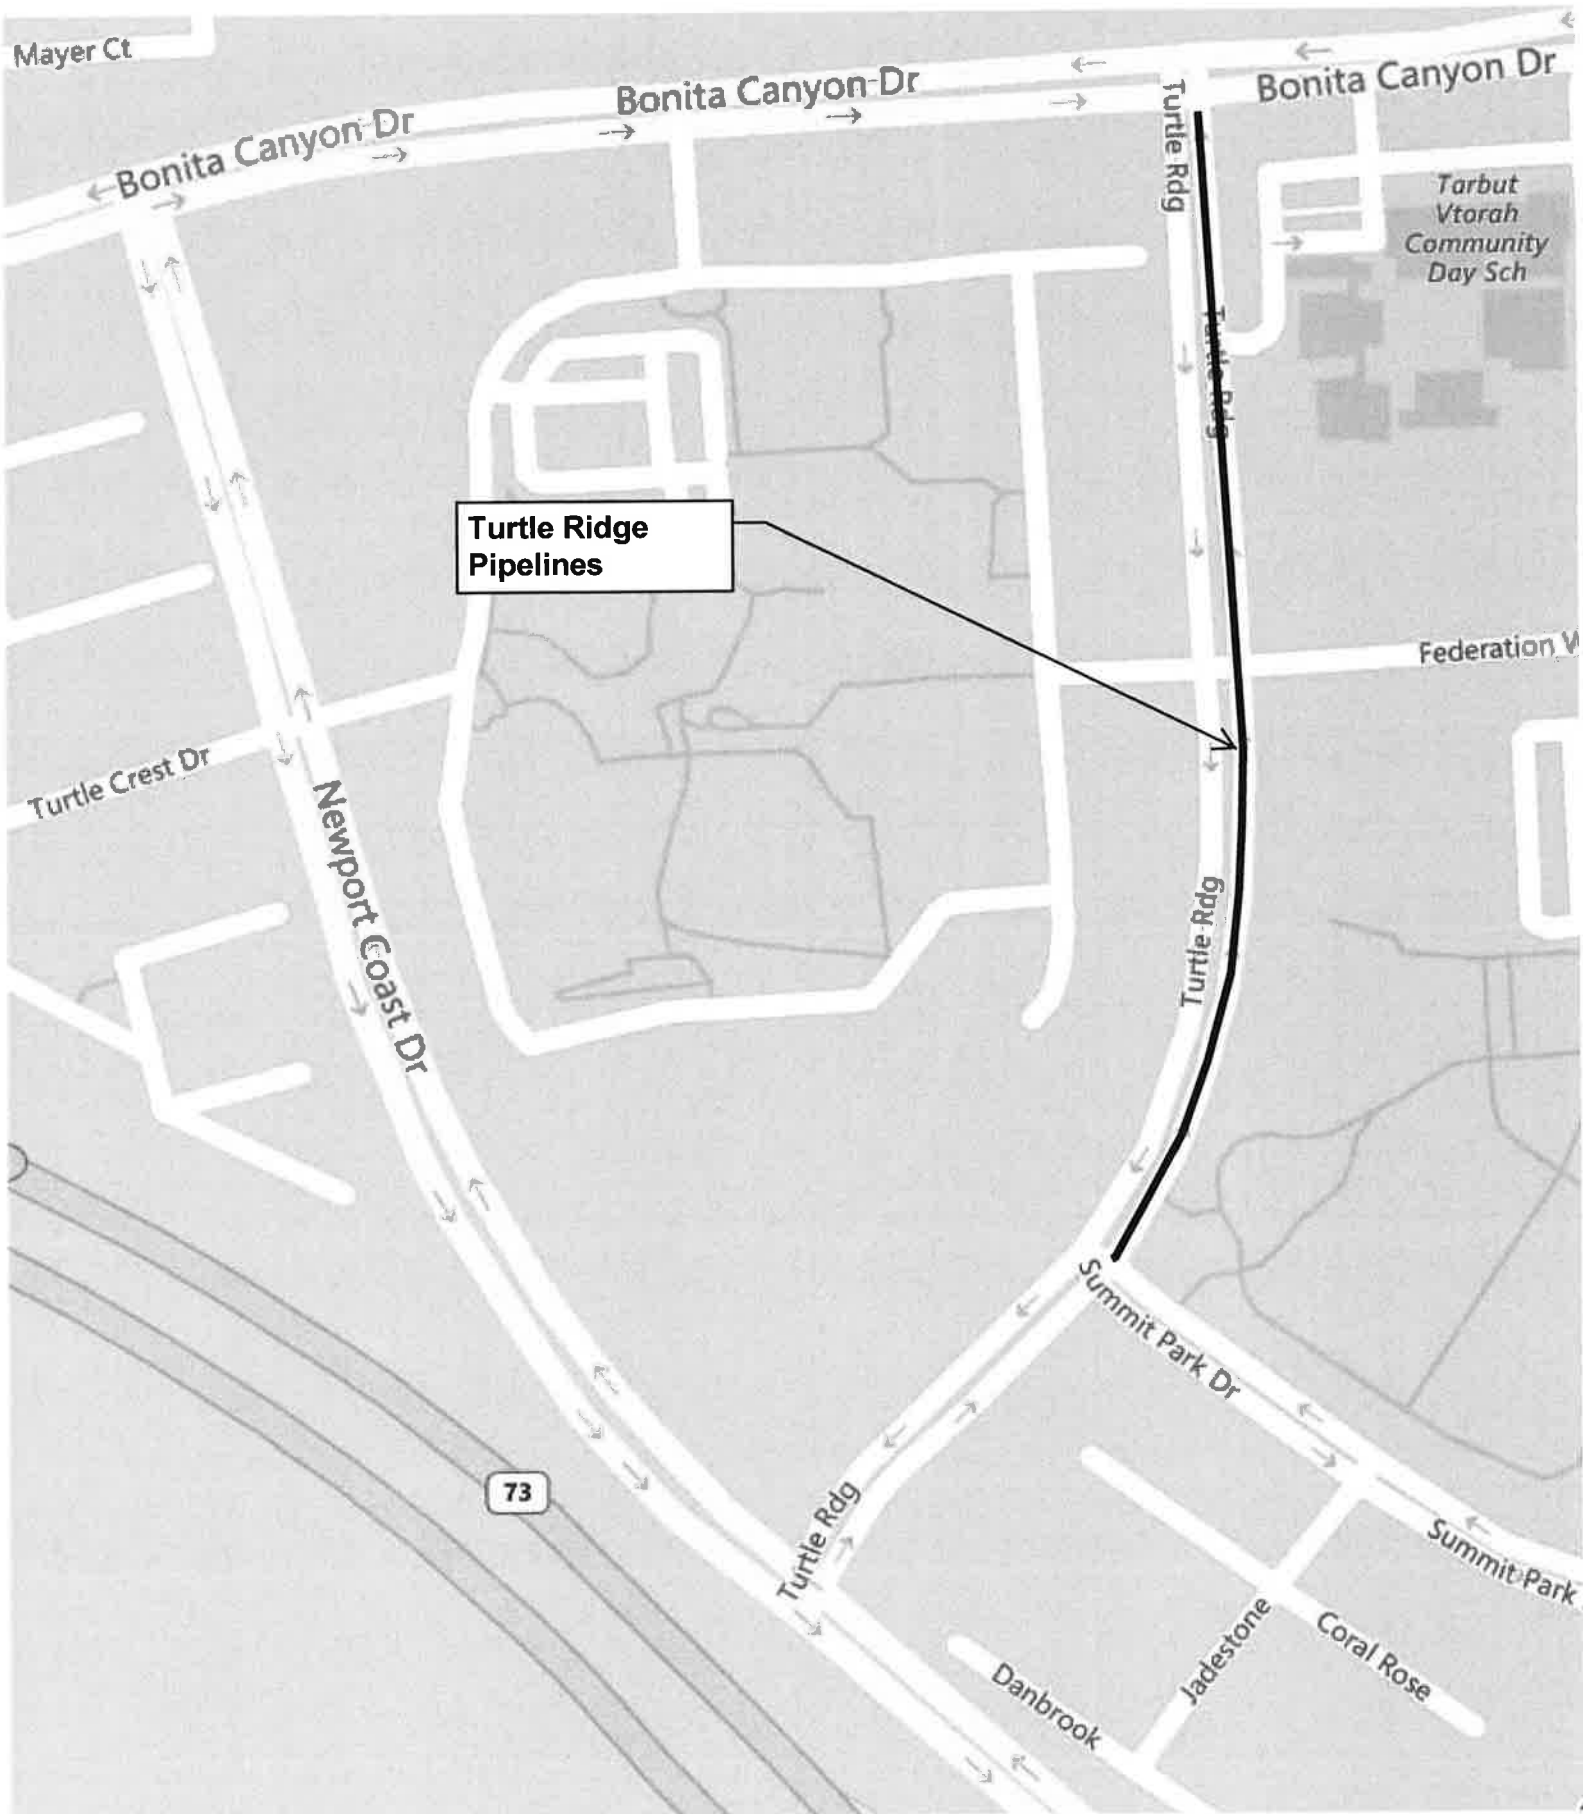 Mayer Ct
Bonita Canyon Dr
Bonita Canyon Dr
Bonita Canyon Dr
Turtle Rdg
Tarbut
Vtorah
Community
Day Sch
Turtle Rdg
Turtle Ridge
Pipelines
Federation W
Turtle Crest Dr
Newport Coast Dr
Turtle Rdg
Summit Park Dr
73
Turtle Rdg
Summit Park
Coral Rose
Jadestone
Danbrook